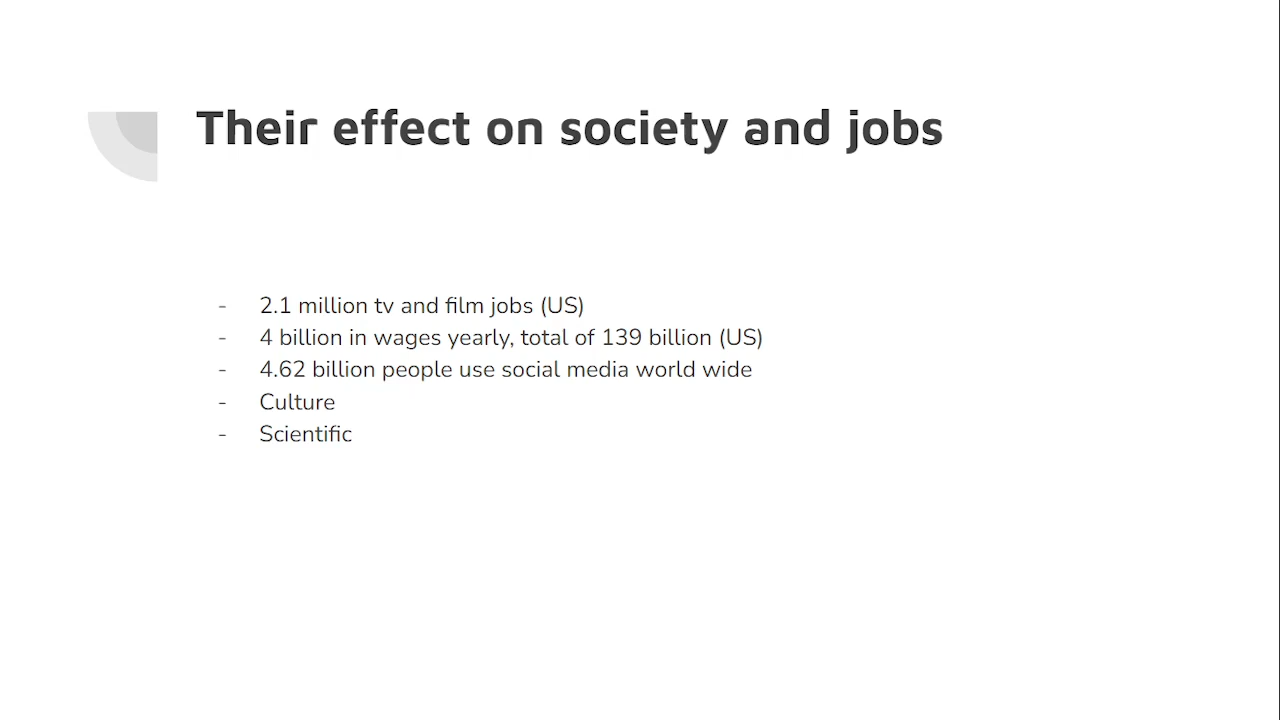 Their effect on society and jobs
- 2.1 million tv and film jobs (US)
- 4 billion in wages yearly, total of 139 billion (US)
- 4.62 billion people use social media world wide
- Culture
- Scientific